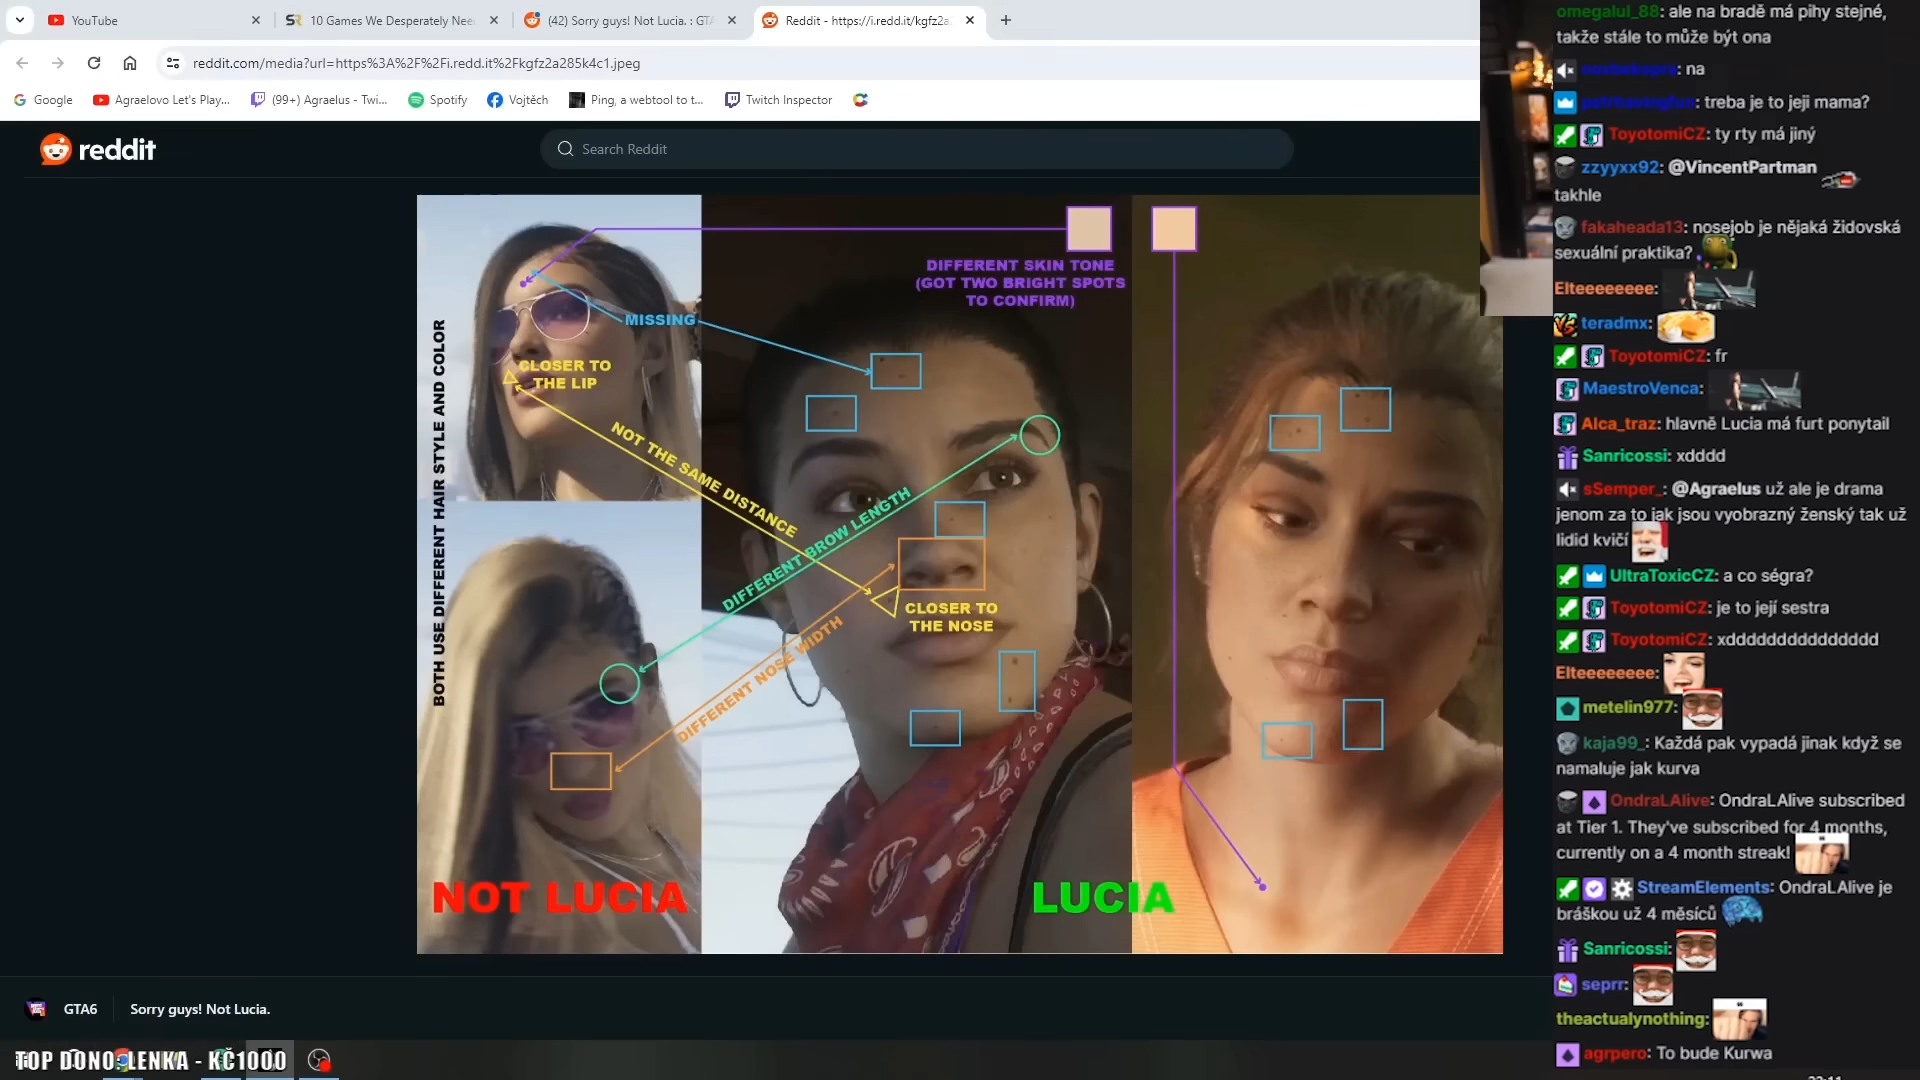 YouTube
10 Games We Desperately Nee
(42) Sorry guys! Not Lucia. : GTA
Reddit - https://i.redd.it/kgfz2a
reddit.com/media?url=https%3A%2F%2Fi.redd.it%2Fkgfz2a285k4c1.jpeg
Google
Agraelovo Let's Play...
(99+) Agraelus - Twi...
Spotify
Vojtěch
Ping, a webtool to t...
Twitch Inspector
reddit
Search Reddit
BOTH USE DIFFERENT HAIR STYLE AND COLOR
DIFFERENT SKIN TONE
(GOT TWO BRIGHT SPOTS
TO CONFIRM)
MISSING
CLOSER TO
THE LIP
NOT THE SAME DISTANCE
DIFFERENT BROW LENGTH
CLOSER TO
THE NOSE
DIFFERENT NOSE WIDTH
NOT LUCIA
LUCIA
GTA6
Sorry guys! Not Lucia.
TOP DONO: LENKA - KČ1000
omegalul_88: ale na bradě má pihy stejné,
takže stále to může být ona
: na
petrhavingfun: treba je to jeji mama?
ToyotomiCZ: ty rty má jiný
zzyyxx92: @VincentPartman
takhle
fakaheada13: nosejob je nějaká židovská
sexuální praktika?
Elteeeeeeee:
teradmx:
ToyotomiCZ: fr
MaestroVenca:
Alca_traz: hlavně Lucia má furt ponytail
Sanricossi: xdddd
sSemper_: @Agraelus už ale je drama
jenom za to jak jsou vyobrazný ženský tak už
lidid kvičí
UltraToxicCZ: a co ségra?
ToyotomiCZ: je to její sestra
ToyotomiCZ: xddddddddddddddd
Elteeeeeeee:
metelin977:
kaja99_: Každá pak vypadá jinak když se
namaluje jak kurva
OndraLAlive: OndraLAlive subscribed
at Tier 1. They've subscribed for 4 months,
currently on a 4 month streak!
StreamElements: OndraLAlive je
bráškou už 4 měsíců
Sanricossi:
seprr:
theactualynothing:
agrpero: To bude Kurwa